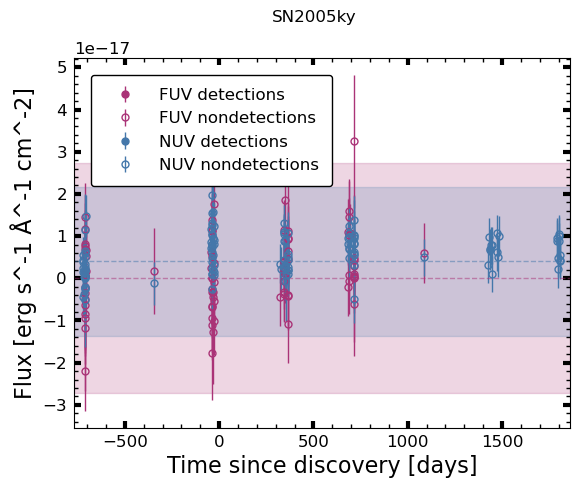 SN2005ky
1e−17
FUV detections
FUV nondetections
NUV detections
NUV nondetections
5
4
3
2
1
0
−1
−2
−3
Flux [erg s^-1 Å^-1 cm^-2]
−500
0
500
1000
1500
Time since discovery [days]